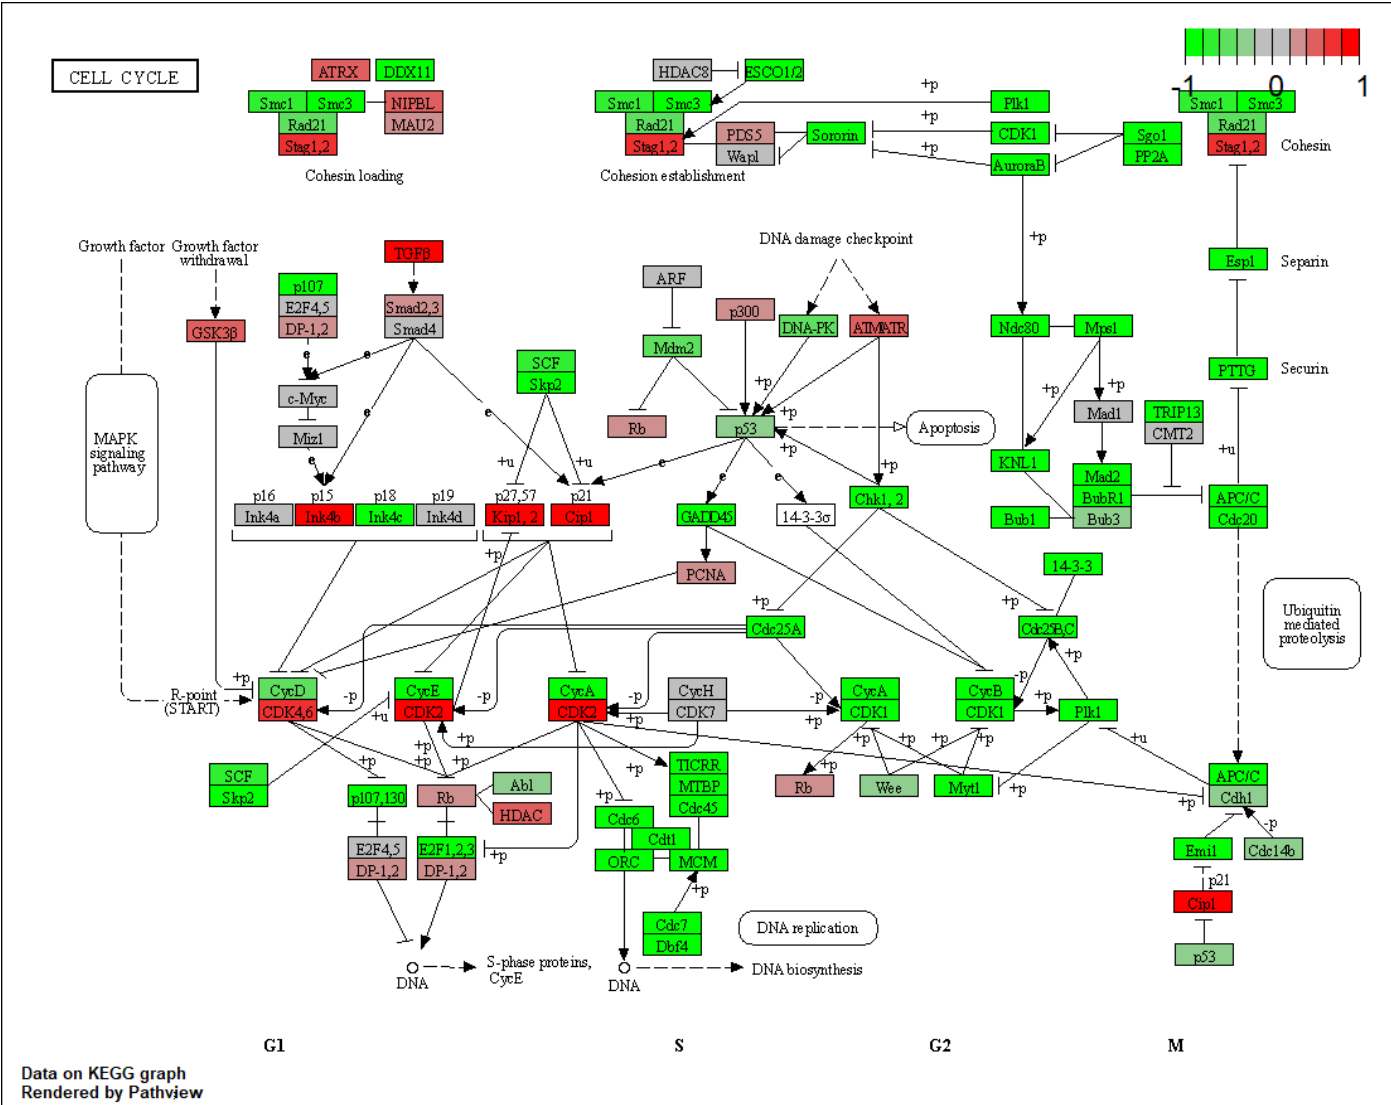 CELL CYCLE
ATRX
DDX11
Smc1
Smc3
NIPBL
Rad21
MAU2
Stag1,2
Cohesin loading
HDAC8
ESCO1/2
Smc1
Smc3
Rad21
Stag1,2
PDS5
Wapl
Sororin
Cohesion establishment
+p
Plk1
+p
CDK1
+p
AuroraB
Sgo1
PP2A
-1
0
1
Smc1
Smc3
Rad21
Stag1,2
Cohesin
+p
Esp1
Separin
PTTG
Securin
+u
Growth factor
Growth factor
withdrawal
GSK3β
MAPK
signaling
pathway
p107
E2F4,5
DP-1,2
e
c-Myc
Miz1
e
TGFβ
Smad2,3
Smad4
e
e
e
SCF
Skp2
+u
+u
ARF
Mdm2
Rb
p300
DNA damage checkpoint
DNA-PK
ATMATR
+p
+p
p53
+p
Apoptosis
+p
e
e
e
Ndc80
Mps1
+p
+p
Mad1
TRIP13
CMT2
KNL1
Mad2
BubR1
Bub1
Bub3
APC/C
Cdc20
p16
Ink4a
p15
Ink4b
p18
Ink4c
p19
Ink4d
p27,57
Kip1, 2
p21
Cip1
GADD45
14-3-3σ
Chk1, 2
+p
PCNA
14-3-3
+p
Cdc25A
+p
Cdc25B,C
Ubiquitin
mediated
proteolysis
R-point
(START)
+p
CycD
CDK4,6
-p
+u
CycE
CDK2
-p
CycA
CDK2
-p
+p
CycH
CDK7
-p
+p
CycA
CDK1
CycB
CDK1
-p
+p
+p
Plk1
+u
SCF
Skp2
+p
+p
+p
+p
p107,130
Rb
Abl
HDAC
E2F4,5
DP-1,2
E2F1,2,3
DP-1,2
+p
+p
+p
TICRR
MTBP
Cdc45
Cdc6
Cdt1
ORC
MCM
+p
Cdc7
Dbf4
+p
+p
+p
+p
+p
Rb
Wee
Myt1
+p
APC/C
Cdh1
+p
-p
Emi1
Cdc14b
p21
Cip1
p53
DNA replication
DNA
S-phase proteins,
CycE
DNA
DNA biosynthesis
G1
S
G2
M
Data on KEGG graph
Rendered by Pathview